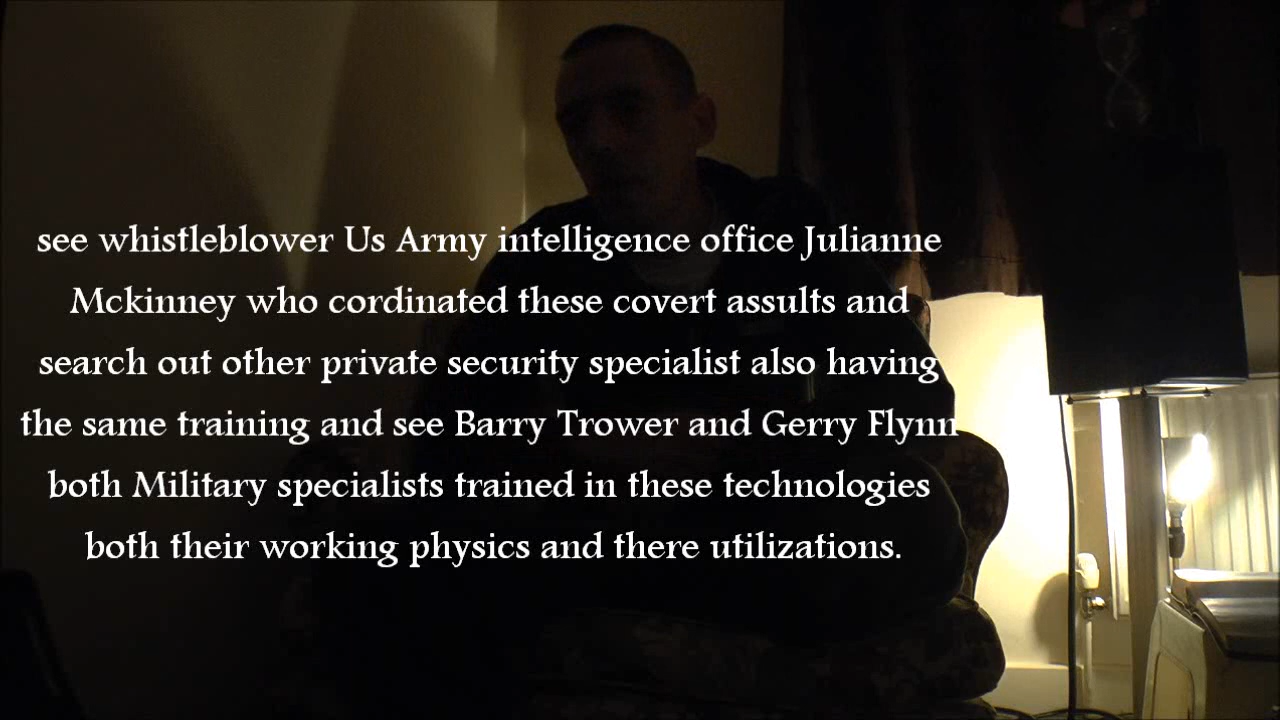 see whistleblower Us Army intelligence office Julianne
Mckinney who cordinated these covert assults and
search out other private security specialist also having
the same training and see Barry Trower and Gerry Flynn
both Military specialists trained in these technologies
both their working physics and there utilizations.